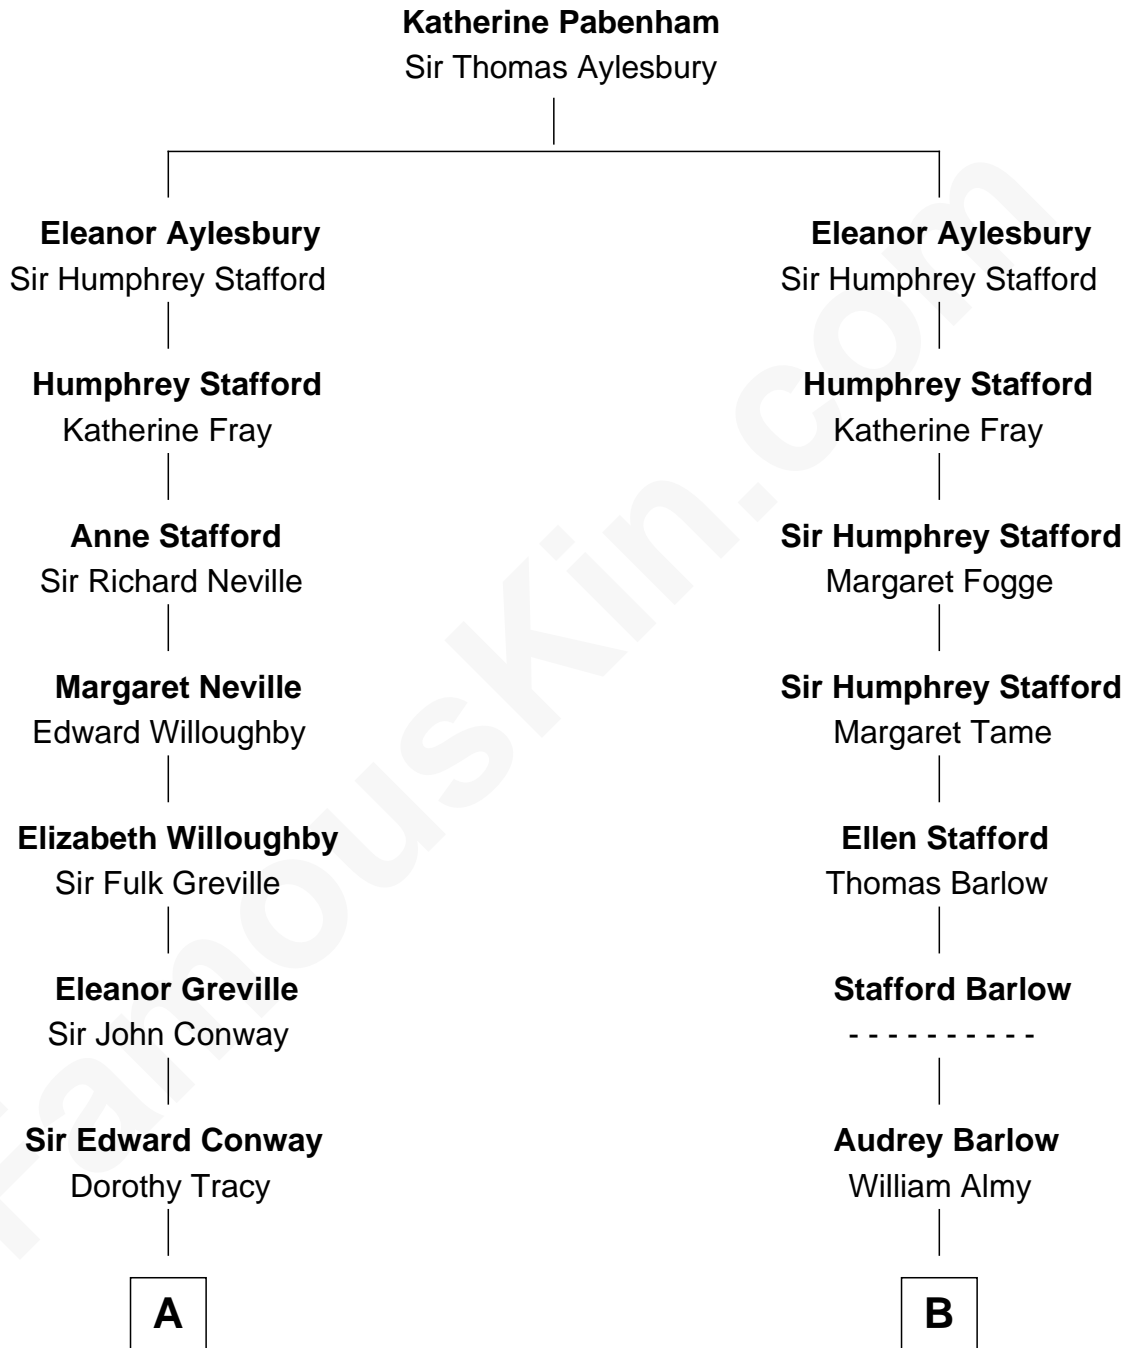 Katherine Pabenham
Sir Thomas Aylesbury
Eleanor Aylesbury
Sir Humphrey Stafford
Humphrey Stafford
Katherine Fray
Anne Stafford
Sir Richard Neville
Margaret Neville
Edward Willoughby
Elizabeth Willoughby
Sir Fulk Greville
Eleanor Greville
Sir John Conway
Sir Edward Conway
Dorothy Tracy
A
Eleanor Aylesbury
Sir Humphrey Stafford
Humphrey Stafford
Katherine Fray
Sir Humphrey Stafford
Margaret Fogge
Sir Humphrey Stafford
Margaret Tame
Ellen Stafford
Thomas Barlow
Stafford Barlow
- - - - - - - - - -
Audrey Barlow
William Almy
B
FamousKin.com